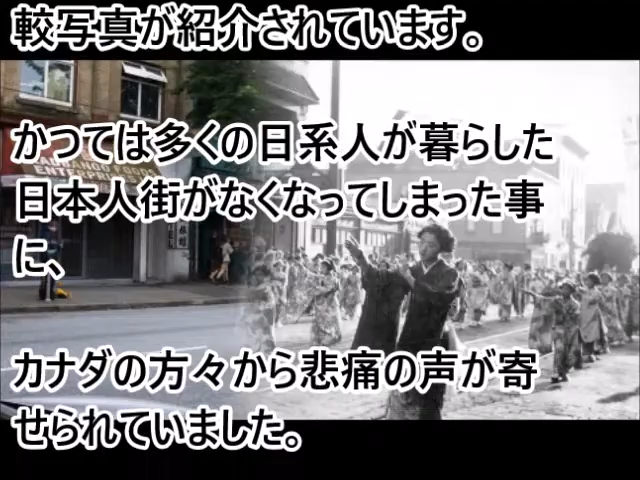 較写真が紹介されています。
かつては多くの日系人が暮らした
日本人街がなくなってしまった事
に、
カナダの方々から悲痛の声が寄
せられていました。